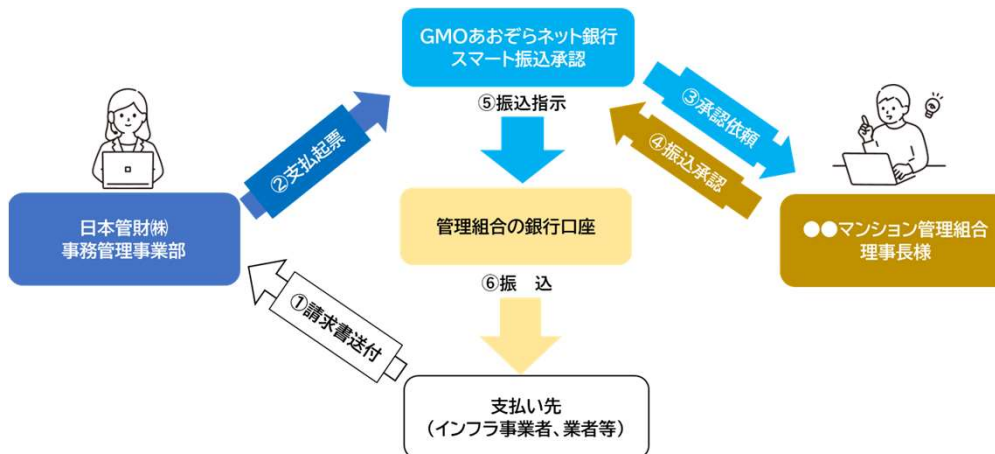 GMOあおぞらネット銀行
スマート振込承認
⑤振込指示
③承認依頼
④振込承認
②支払起票
日本管財㈱
事務管理事業部
管理組合の銀行口座
●●マンション管理組合
理事長様
⑥振　込
①請求書送付
支払い先
（インフラ事業者、業者等）